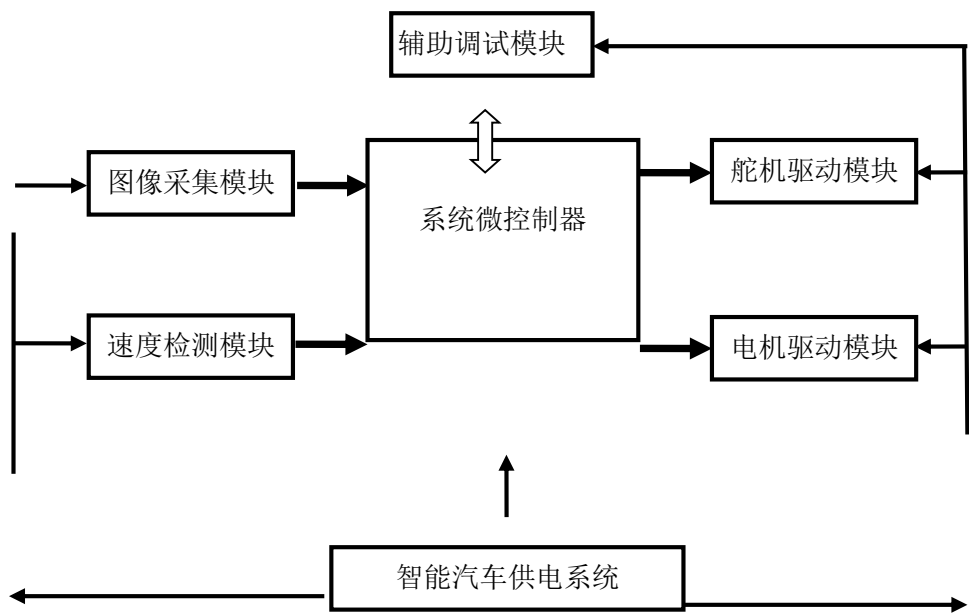 辅助调试模块
图像采集模块
系统微控制器
舵机驱动模块
速度检测模块
电机驱动模块
智能汽车供电系统